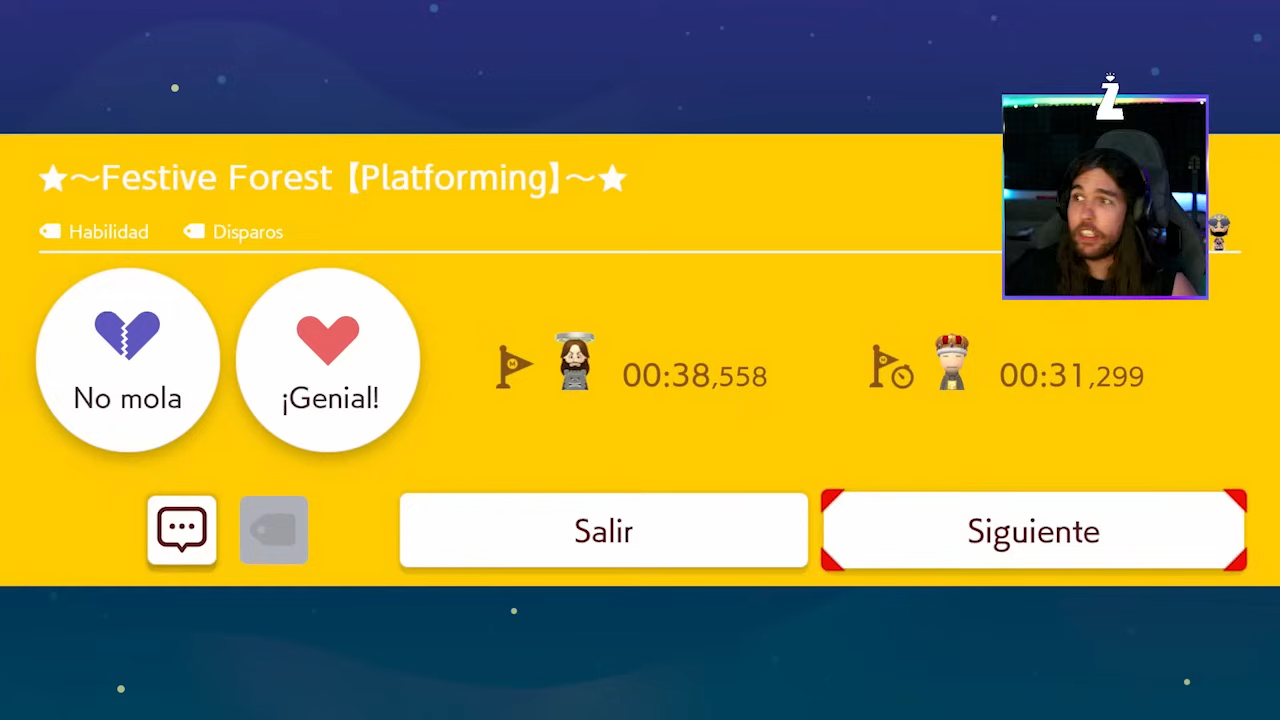 Z
★～Festive Forest【Platforming】～★
Habilidad Disparos
No mola
¡Genial!
M 00:38,558
M 00:31,299
Salir
Siguiente